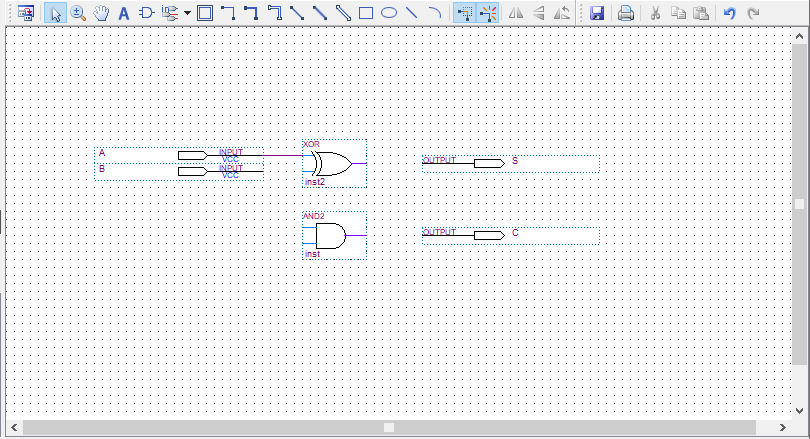 A
A INPUT
VCC
B INPUT
VCC
XOR
inst2
OUTPUT S
AND2
inst
OUTPUT C